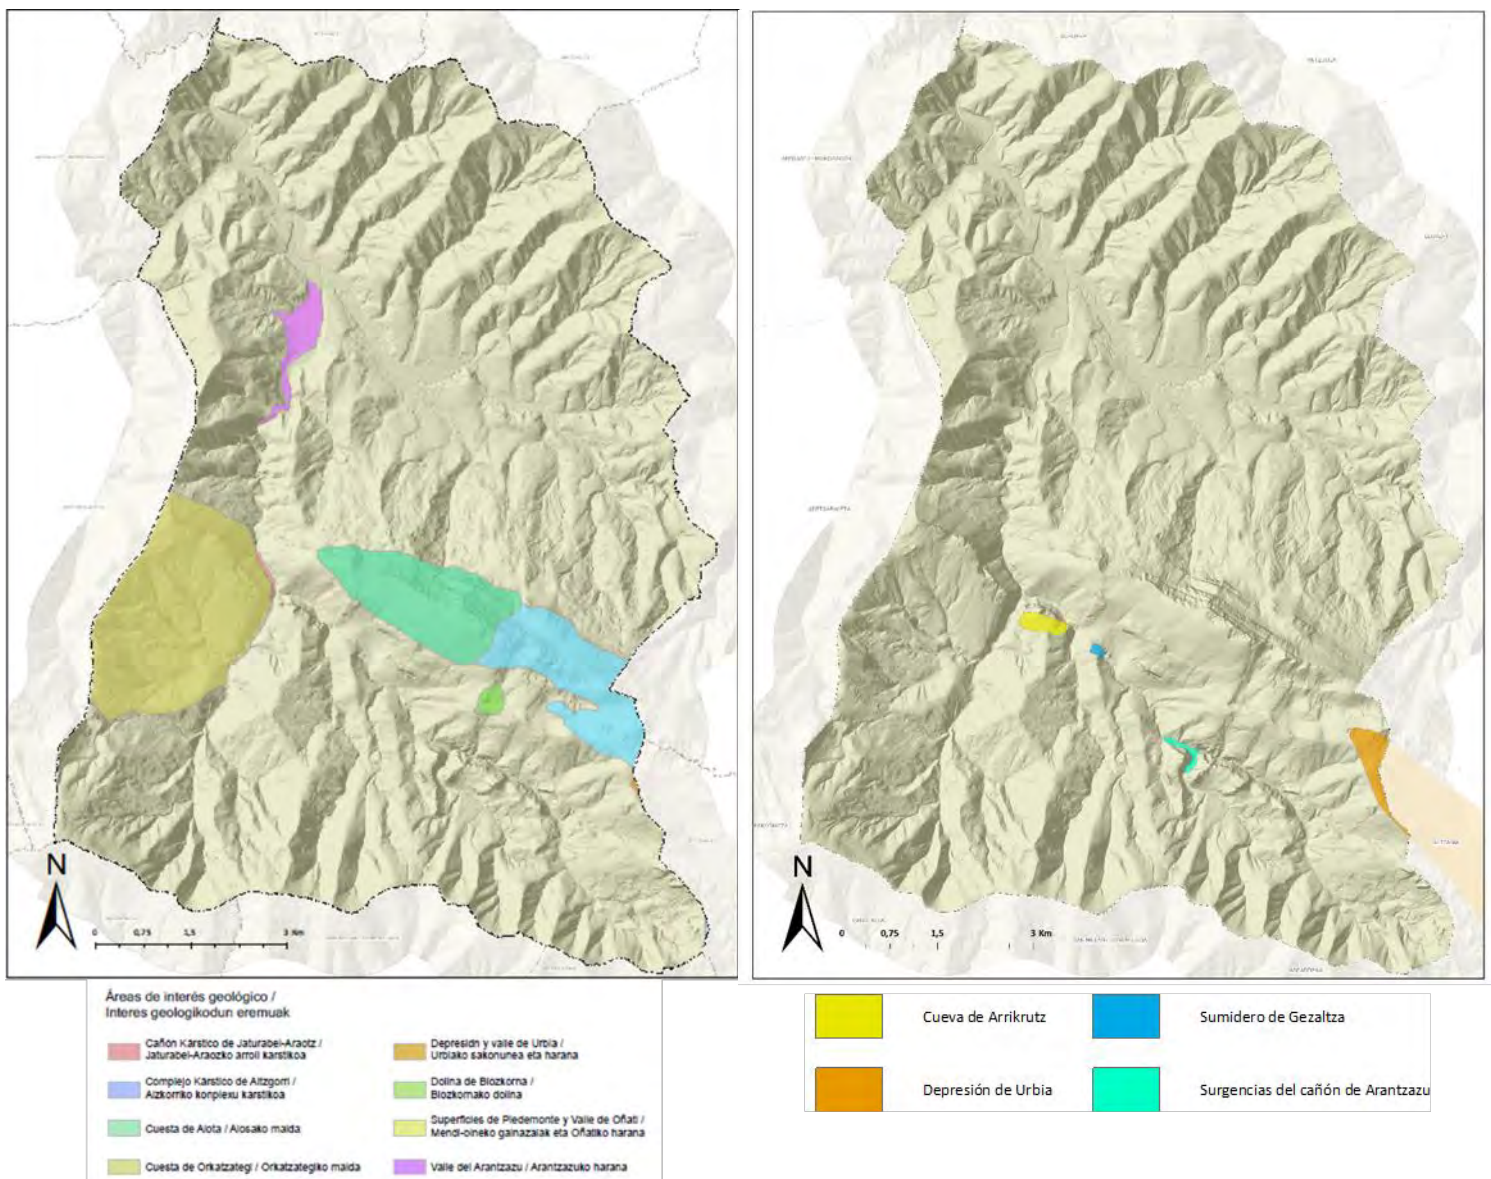 N
0 0,75 1,5 3 Km
N
0 0,75 1,5 3 Km
Áreas de interés geológico /
Interes geologikodun eremuak
Cañón Kárstico de Jaturabel-Araotz /
Jaturabel-Araozko arroil karstikoa
Complejo Kárstico de Aitzgorri /
Aizkorriko konplexu karstikoa
Cuesta de Alota / Alosako malda
Cuesta de Orkatzategi / Orkatzategiko malda
Depresión y valle de Urbia /
Urbiako sakonunea eta harana
Dolina de Blozkorna /
Blozkornako dolina
Superficies de Piedemonte y Valle de Oñati /
Mendi-oineko gainazalak eta Oñatiko harana
Valle del Arantzazu / Arantzazuko harana
Cueva de Arrikrutz
Sumidero de Gezaltza
Depresión de Urbia
Surgencias del cañón de Arantzazu